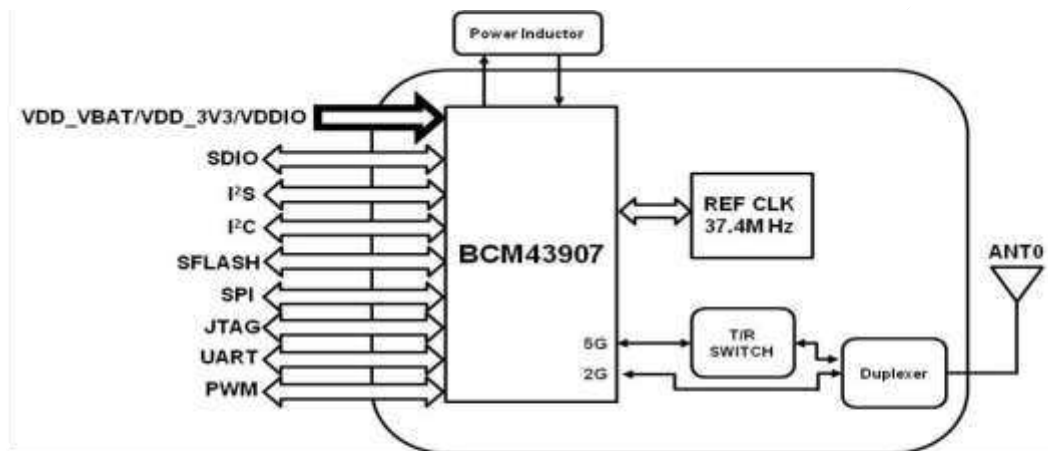 Power Inductor
VDD_VBAT/VDD_3V3/VDDIO
SDIO
I²S
I²C
SFLASH
SPI
JTAG
UART
PWM
BCM43907
REF CLK
37.4M Hz
ANT0
5G
2G
T/R
SWITCH
Duplexer